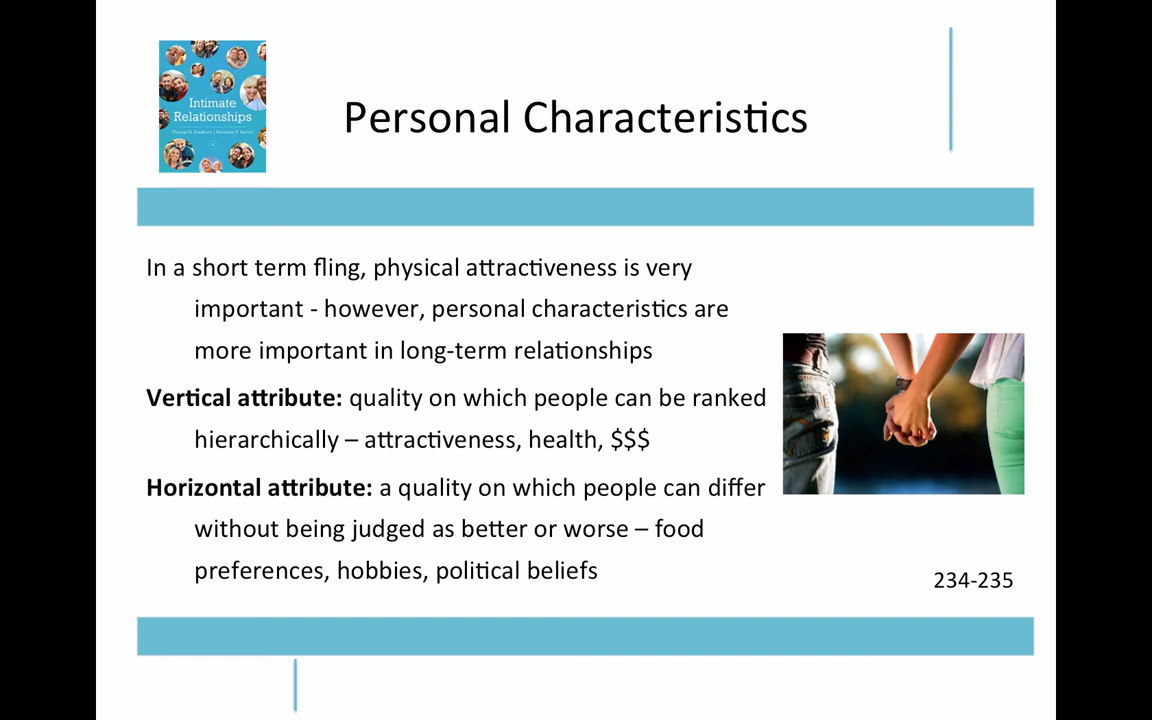 Intimate
Relationships
Personal Characteristics
In a short term fling, physical attractiveness is very
important - however, personal characteristics are
more important in long-term relationships
Vertical attribute: quality on which people can be ranked
hierarchically – attractiveness, health, $$$
Horizontal attribute: a quality on which people can differ
without being judged as better or worse – food
preferences, hobbies, political beliefs
234-235